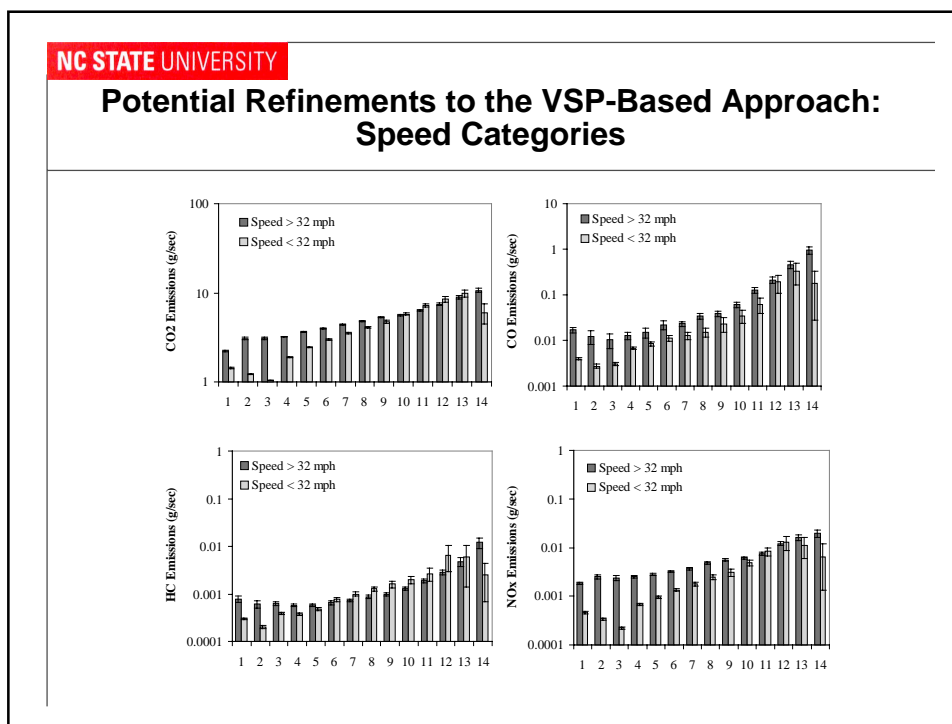 NC STATE UNIVERSITY
Potential Refinements to the VSP-Based Approach:
Speed Categories
CO2 Emissions (g/sec)
100
10
1
Speed > 32 mph
Speed < 32 mph
1 2 3 4 5 6 7 8 9 10 11 12 13 14
CO Emissions (g/sec)
10
1
0.1
0.01
0.001
Speed > 32 mph
Speed < 32 mph
1 2 3 4 5 6 7 8 9 10 11 12 13 14
HC Emissions (g/sec)
1
0.1
0.01
0.001
0.0001
Speed > 32 mph
Speed < 32 mph
1 2 3 4 5 6 7 8 9 10 11 12 13 14
NOx Emissions (g/sec)
1
0.1
0.01
0.001
0.0001
Speed > 32 mph
Speed < 32 mph
1 2 3 4 5 6 7 8 9 10 11 12 13 14